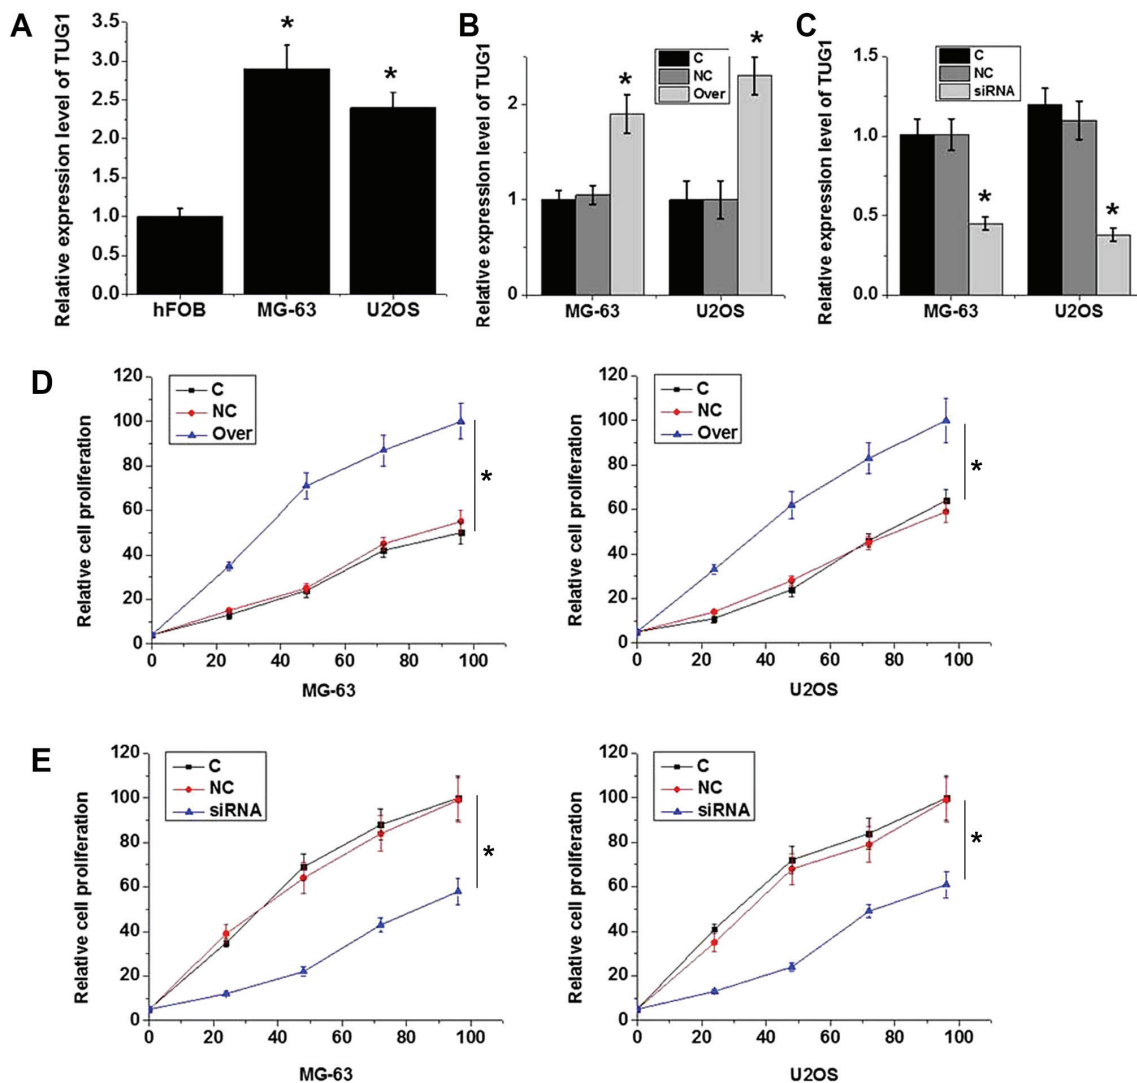 A
Relative expression level of TUG1
3.5
3.0
2.5
2.0
1.5
1.0
0.5
0.0
*
*
hFOB MG-63 U2OS
B
Relative expression level of TUG1
2
1
0
C
NC
Over
*
*
MG-63 U2OS
C
Relative expression level of TUG1
1.5
1.0
0.5
0.0
C
NC
siRNA
*
*
MG-63 U2OS
D
Relative cell proliferation
120
100
80
60
40
20
0
C
NC
Over
*
0 20 40 60 80 100
MG-63
Relative cell proliferation
120
100
80
60
40
20
0
C
NC
Over
*
0 20 40 60 80 100
U2OS
E
Relative cell proliferation
120
100
80
60
40
20
0
C
NC
siRNA
*
0 20 40 60 80 100
MG-63
Relative cell proliferation
120
100
80
60
40
20
0
C
NC
siRNA
*
0 20 40 60 80 100
U2OS